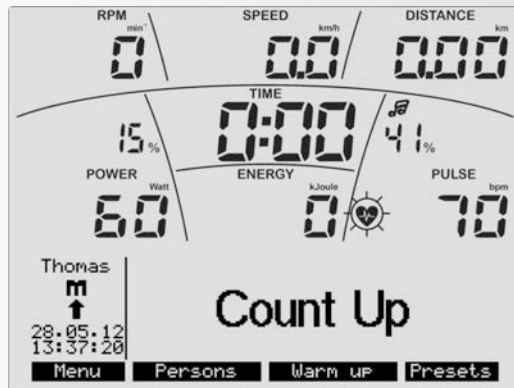 RPM SPEED DISTANCE
min⁻¹ km/h km
0 0.0 0.00
TIME
15% 0:00 41%
POWER ENERGY PULSE
Watt kJoule bpm
60 0 70
Thomas
m
28.05.12
13:37:20
Count Up
Menu Persons Warm up Presets